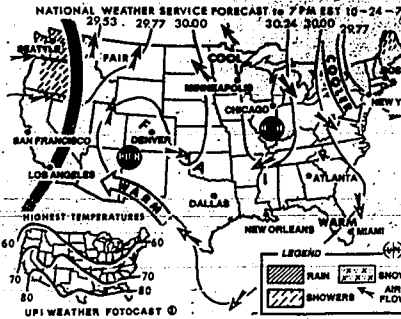 NATIONAL WEATHER SERVICE FORECAST to 7 PM EST 10-24-7
29.53 29.77 30.00 30.24 30.00 29.77
SEATTLE
FAIR
COOL
COOLER
BOS
MINNEAPOLIS
NEW Y
CHICAGO
SAN FRANCISCO
F
DENVER
HIGH
A
I
R
LOS ANGELES
WARM
ATLANTA
DALLAS
NEW ORLEANS
WARM
MIAMI
HIGHEST TEMPERATURES
60
70
80
60
70
80
LEGEND
RAIN
SHO
SHOWERS
AIR
FLOW
UPI WEATHER FOTOCAST